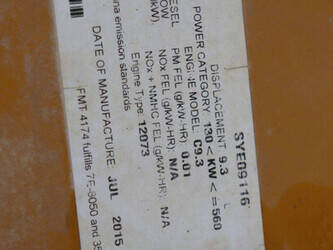 SYE09116
DISPLACEMENT: 9.3 L
POWER CATEGORY: 130 < KW < =560
ENGINE MODEL: C9.3
PM FEL (g/kW-HR): 0.01
NOx FEL (g/kW-HR): N/A
NOx + NMHC FEL (g/kW-HR): N/A
Engine Type: 12073
emission standards
DATE OF MANUFACTURE: JUL 2015
FMT 4174 fulfills